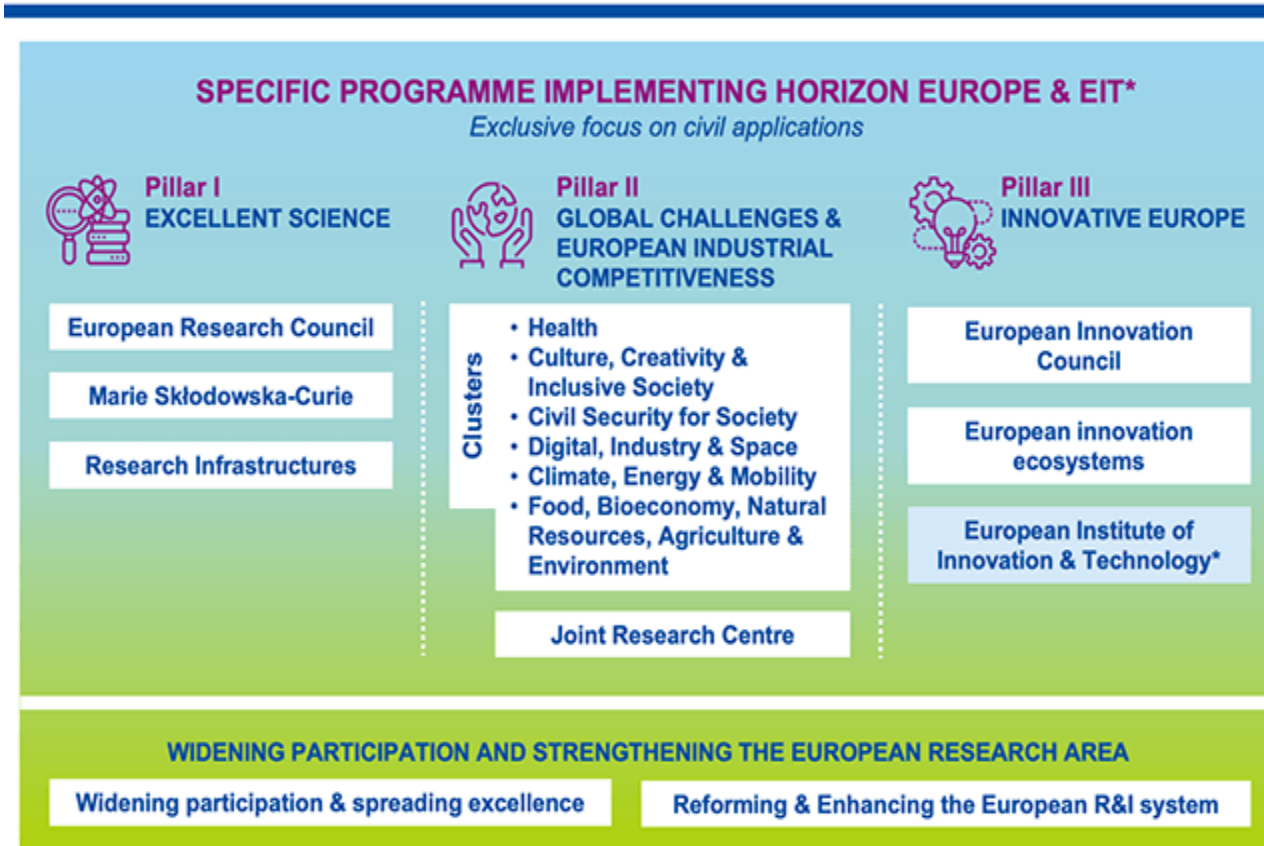 SPECIFIC PROGRAMME IMPLEMENTING HORIZON EUROPE & EIT*
Exclusive focus on civil applications
Pillar I
EXCELLENT SCIENCE
European Research Council
Marie Skłodowska-Curie
Research Infrastructures
Pillar II
GLOBAL CHALLENGES &
EUROPEAN INDUSTRIAL
COMPETITIVENESS
Clusters
• Health
• Culture, Creativity &
Inclusive Society
• Civil Security for Society
• Digital, Industry & Space
• Climate, Energy & Mobility
• Food, Bioeconomy, Natural
Resources, Agriculture &
Environment
Joint Research Centre
Pillar III
INNOVATIVE EUROPE
European Innovation
Council
European innovation
ecosystems
European Institute of
Innovation & Technology*
WIDENING PARTICIPATION AND STRENGTHENING THE EUROPEAN RESEARCH AREA
Widening participation & spreading excellence
Reforming & Enhancing the European R&I system